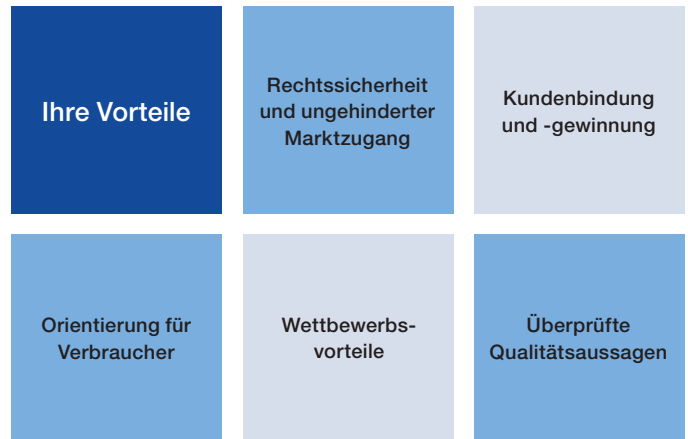 Ihre Vorteile
Rechtssicherheit
und ungehinderter
Marktzugang
Kundenbindung
und -gewinnung
Orientierung für
Verbraucher
Wettbewerbs-
vorteile
Überprüfte
Qualitätsaussagen